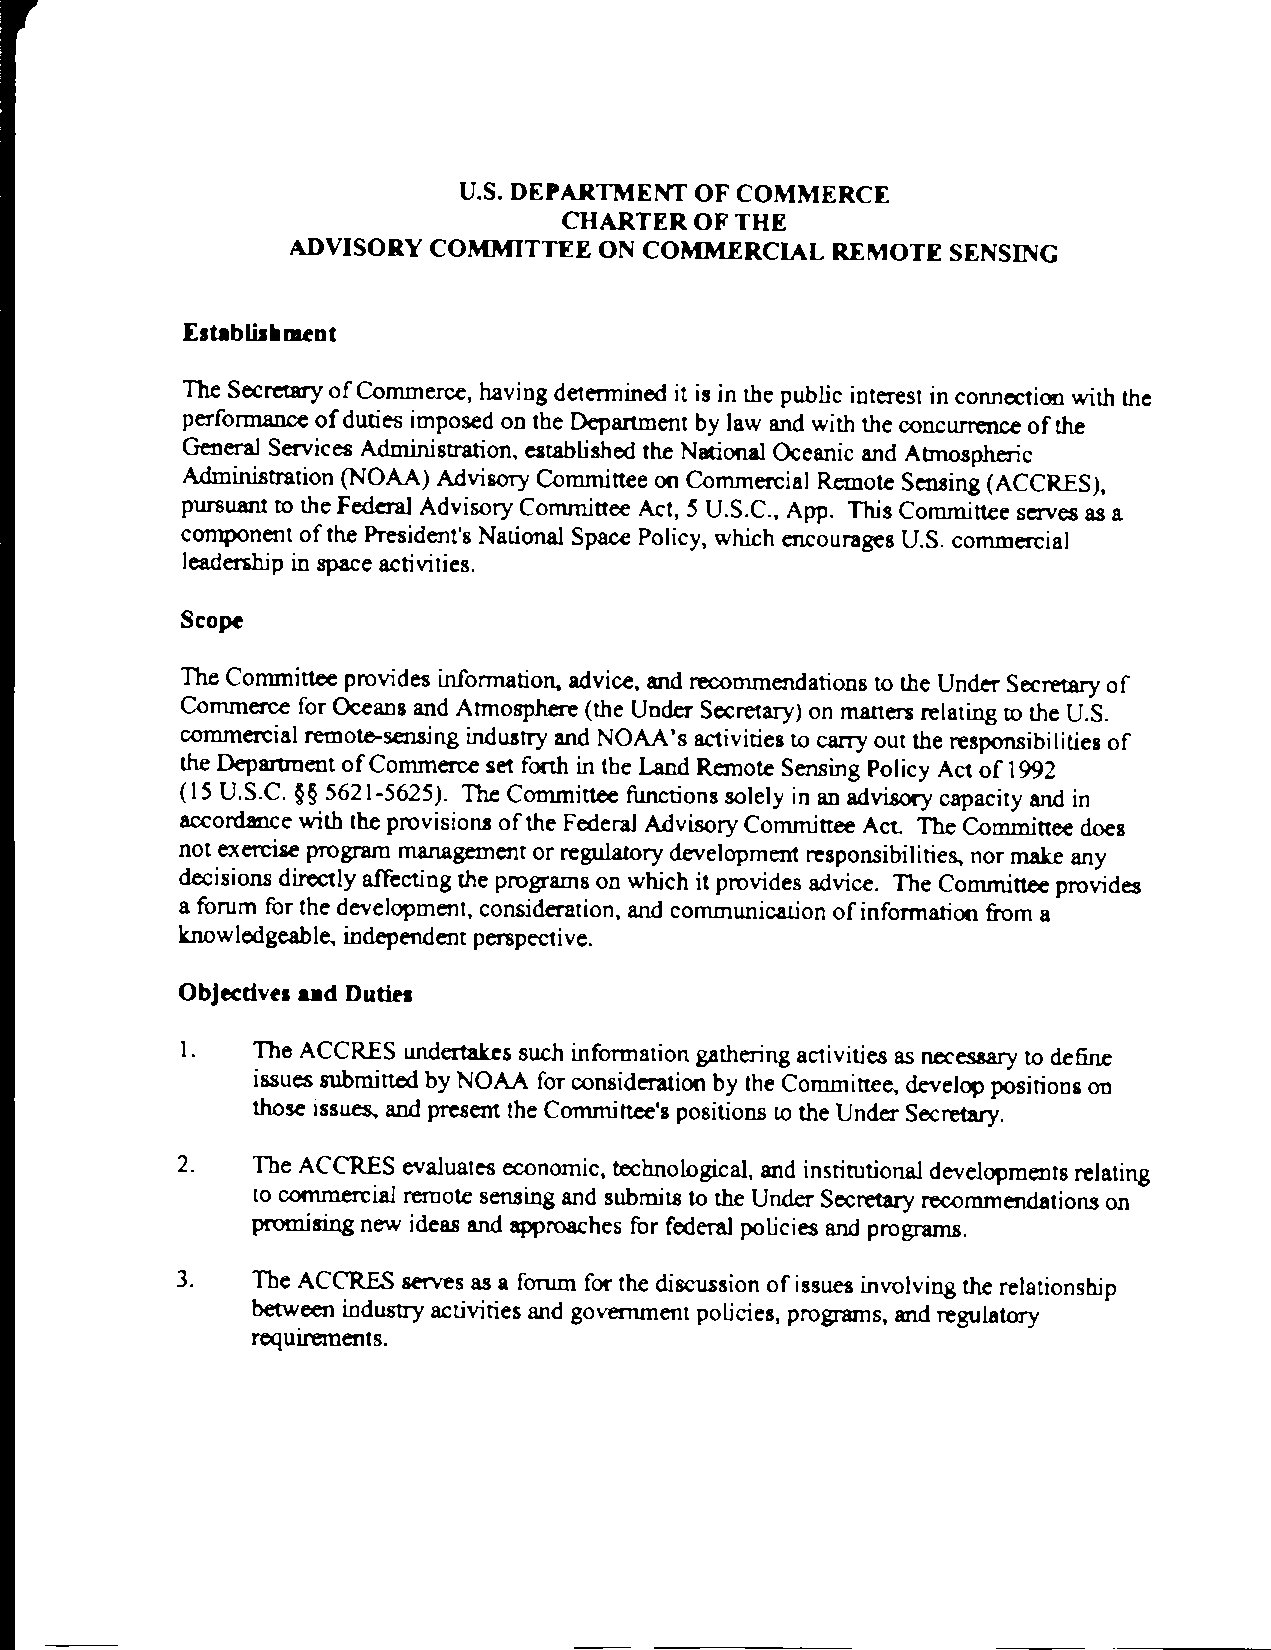 U.S. DEPARTMENT OF COMMERCE
CHARTER OF THE
ADVISORY COMMITTEE ON COMMERCIAL REMOTE SENSING
Establishment
The Secretary of Commerce, having determined it is in the public interest in connection with the
performance of duties imposed on the Department by law and with the concurrence of the
General Services Administration, established the National Oceanic and Atmospheric
Administration (NOAA) Advisory Committee on Commercial Remote Sensing (ACCRES),
pursuant to the Federal Advisory Committee Act, 5 U.S.C., App. This Committee serves as a
component of the President's National Space Policy, which encourages U.S. commercial
leadership in space activities.
Scope
The Committee provides information, advice, and recommendations to the Under Secretary of
Commerce for Oceans and Atmosphere (the Under Secretary) on matters relating to the U.S.
commercial remote-sensing industry and NOAA's activities to carry out the responsibilities of
the Department of Commerce set forth in the Land Remote Sensing Policy Act of 1992
(15 U.S.C. §§ 5621-5625). The Committee functions solely in an advisory capacity and in
accordance with the provisions of the Federal Advisory Committee Act. The Committee does
not exercise program management or regulatory development responsibilities, nor make any
decisions directly affecting the programs on which it provides advice. The Committee provides
a forum for the development, consideration, and communication of information from a
knowledgeable, independent perspective.
Objectives and Duties
1. The ACCRES undertakes such information gathering activities as necessary to define
issues submitted by NOAA for consideration by the Committee, develop positions on
those issues, and present the Committee's positions to the Under Secretary.
2. The ACCRES evaluates economic, technological, and institutional developments relating
to commercial remote sensing and submits to the Under Secretary recommendations on
promising new ideas and approaches for federal policies and programs.
3. The ACCRES serves as a forum for the discussion of issues involving the relationship
between industry activities and government policies, programs, and regulatory
requirements.